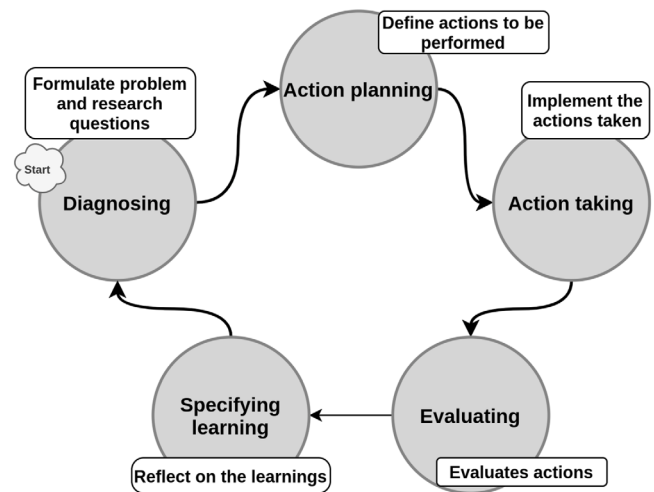 Define actions to be
performed
Action planning
Formulate problem
and research
questions
Start
Diagnosing
Implement the
actions taken
Action taking
Specifying
learning
Reflect on the learnings
Evaluating
Evaluates actions